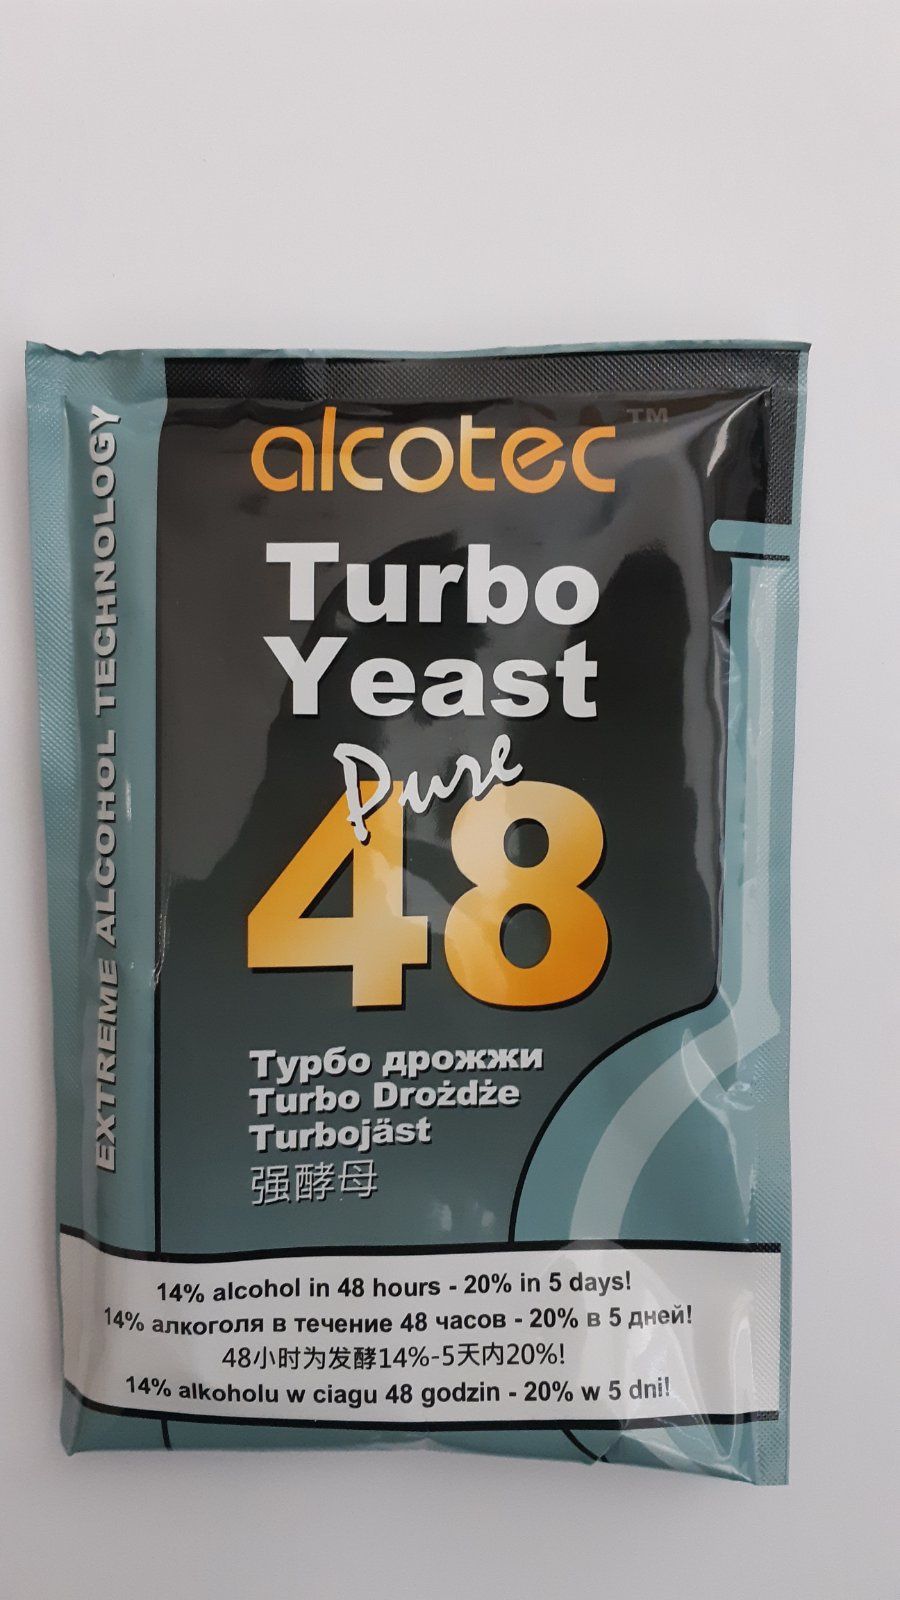 alcotec™
Turbo
Yeast
Pure
48
EXTREME ALCOHOL TECHNOLOGY
Турбо дрожжи
Turbo Drożdże
Turbojäst
强酵母
14% alcohol in 48 hours - 20% in 5 days!
14% алкоголя в течение 48 часов - 20% в 5 дней!
48小时为发酵14%-5天内20%!
14% alkoholu w ciagu 48 godzin - 20% w 5 dni!